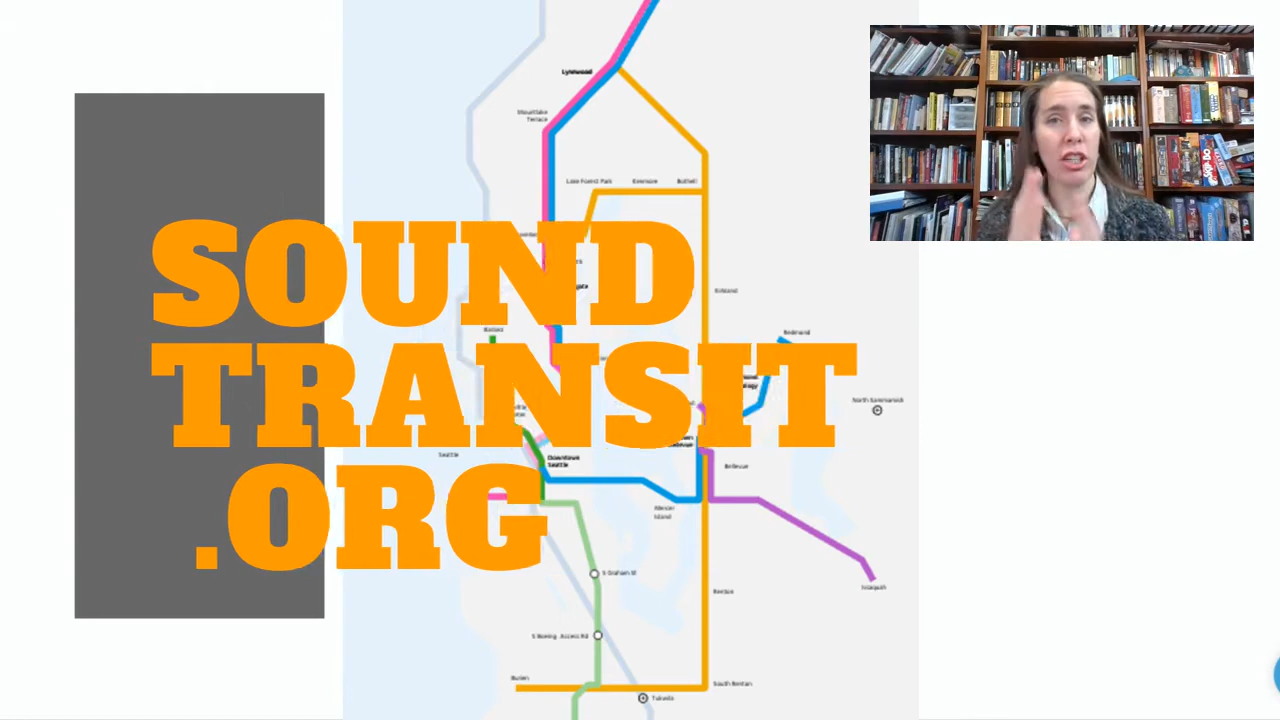 Lynnwood
Mountlake
Terrace
Lake Forest Park
Kenmore
Bothell
SOUND
Kirkland
Redmond
TRANSIT
North Sammamish
Seattle
Downtown
Seattle
Bellevue
.ORG
Mercer
Island
S Graham St
Issaquah
Renton
S Boeing Access Rd
Burien
South Renton
Tukwila